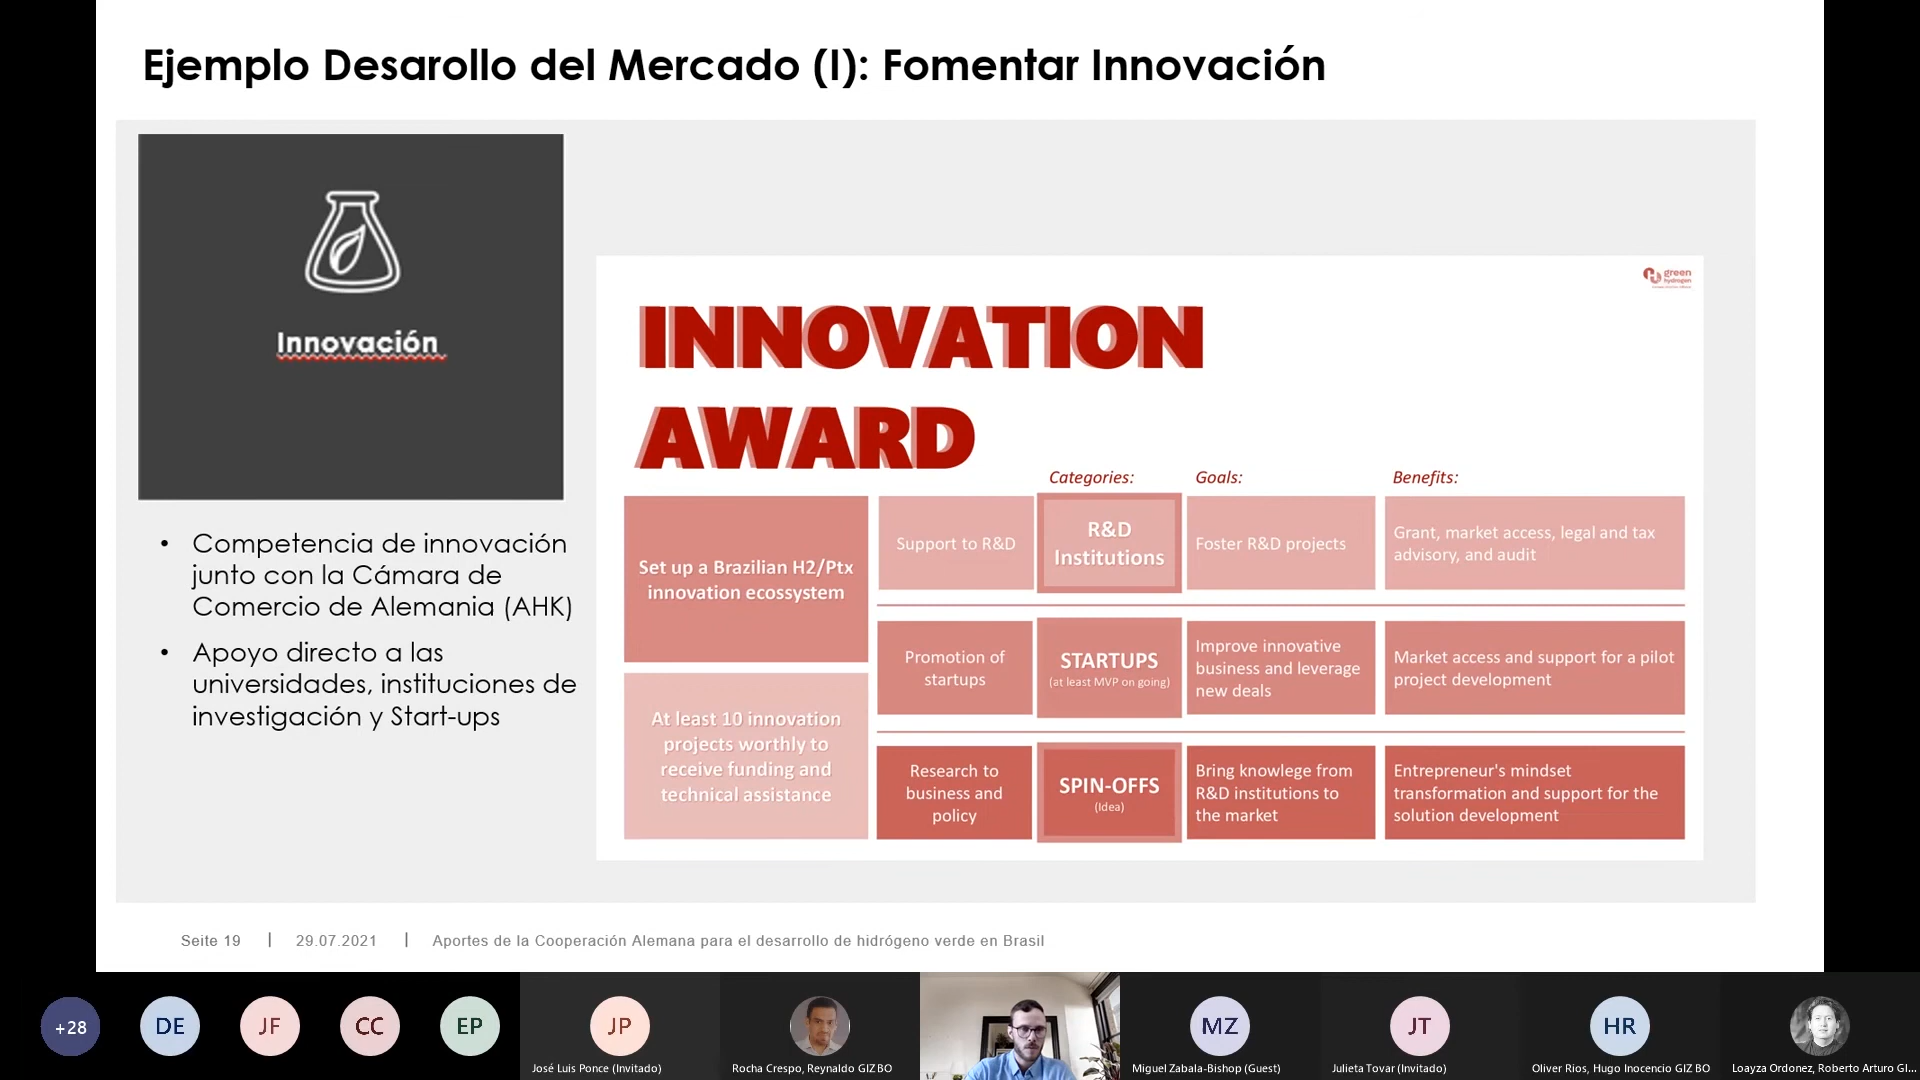 Ejemplo Desarollo del Mercado (I): Fomentar Innovación
Innovación
• Competencia de innovación
junto con la Cámara de
Comercio de Alemania (AHK)
• Apoyo directo a las
universidades, instituciones de
investigación y Start-ups
green
hydrogen
INNOVATION
AWARD
Categories:
Goals:
Benefits:
Set up a Brazilian H2/Ptx
innovation ecosystem
At least 10 innovation
projects worthly to
receive funding and
technical assistance
Support to R&D
R&D
Institutions
Foster R&D projects
Grant, market access, legal and tax
advisory, and audit
Promotion of
startups
STARTUPS
(at least MVP on going)
Improve innovative
business and leverage
new deals
Market access and support for a pilot
project development
Research to
business and
policy
SPIN-OFFS
(Idea)
Bring knowlege from
R&D institutions to
the market
Entrepreneur's mindset
transformation and support for the
solution development
Seite 19 | 29.07.2021 | Aportes de la Cooperación Alemana para el desarrollo de hidrógeno verde en Brasil
+28
DE
JF
CC
EP
JP
José Luis Ponce (Invitado)
Rocha Crespo, Reynaldo GIZ BO
MZ
Miguel Zabala-Bishop (Guest)
JT
Julieta Tovar (Invitado)
HR
Oliver Rios, Hugo Inocencio GIZ BO
Loayza Ordonez, Roberto Arturo GI...